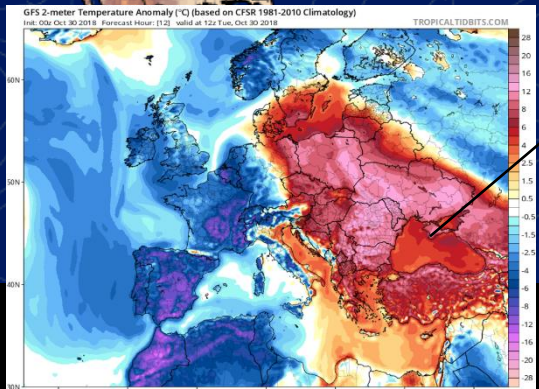 GFS 2-meter Temperature Anomaly (°C) (based on CFSR 1981-2010 Climatology)
Init: 00z Oct 30 2018 Forecast Hour: [12] valid at 12z Tue, Oct 30 2018
TROPICALTIDBITS.COM
60N
50N
40N
30N
28
20
16
12
8
6
4
2.5
1.5
0.5
-0.5
-1.5
-2.5
-4
-6
-8
-12
-16
-20
-28